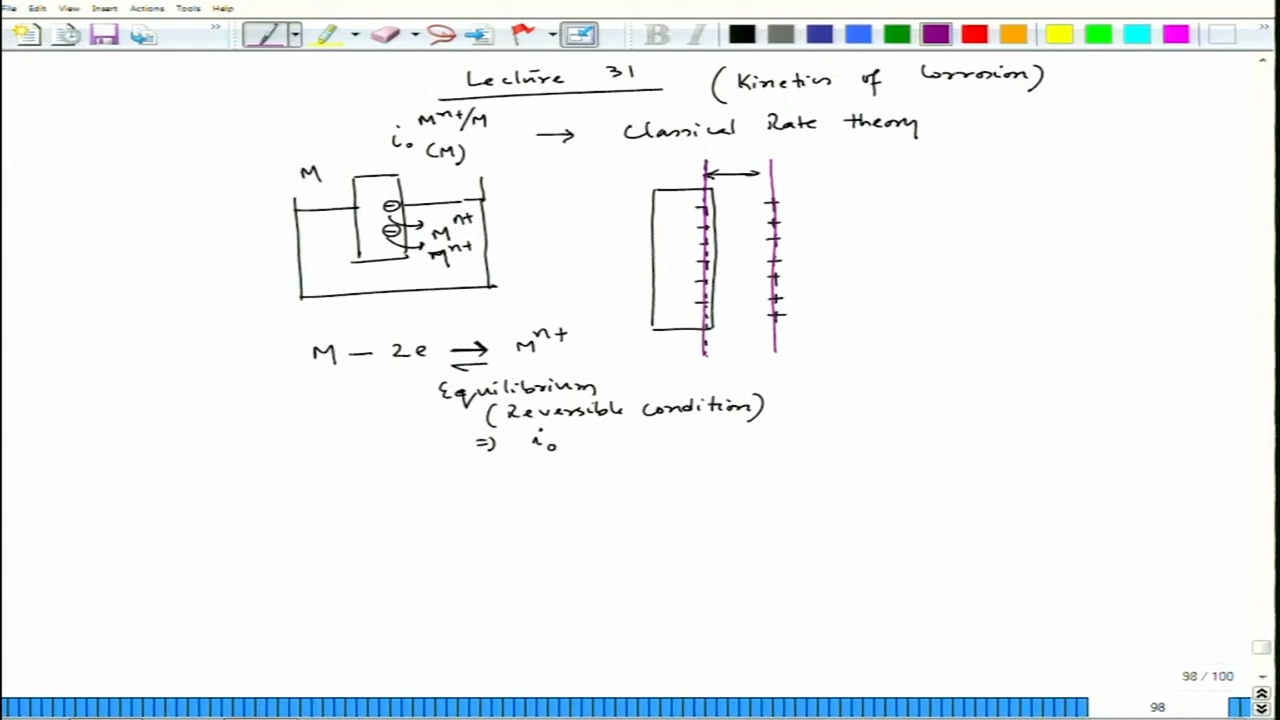 File Edit View Insert Actions Tools Help
Lecture 31 (Kinetics of Corrosion)
i₀ Mⁿ⁺/M (M) → Classical Rate theory
M
Mⁿ⁺
Mⁿ⁺
M – 2e ⇌ Mⁿ⁺
Equilibrium
(Reversible condition)
⇒ i₀
98 / 100
98